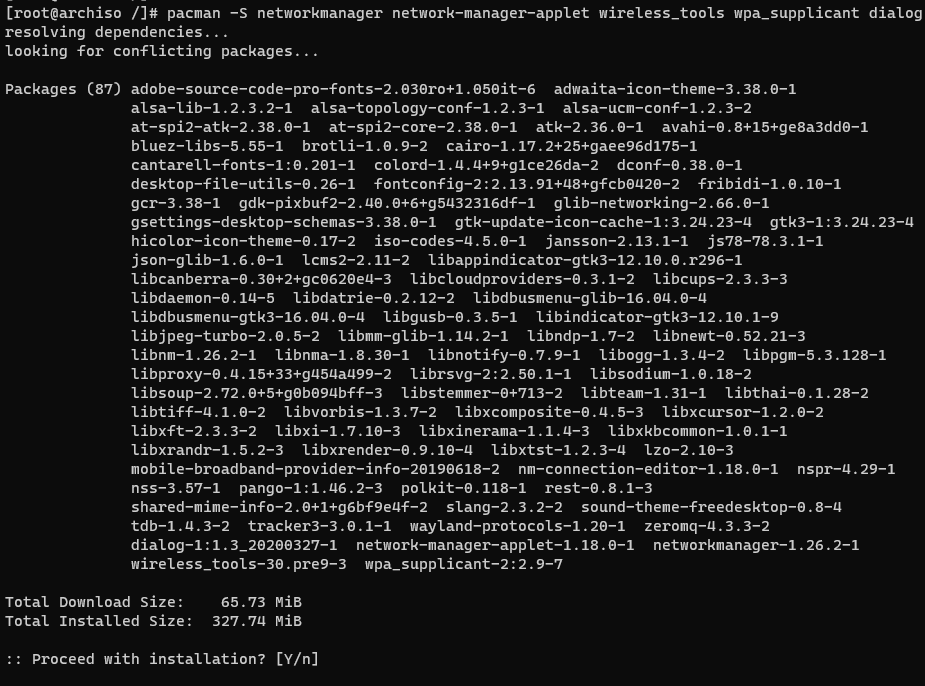 [root@archiso /]# pacman -S networkmanager network-manager-applet wireless_tools wpa_supplicant dialog
resolving dependencies...
looking for conflicting packages...
Packages (87) adobe-source-code-pro-fonts-2.030ro+1.050it-6  adwaita-icon-theme-3.38.0-1
alsa-lib-1.2.3.2-1  alsa-topology-conf-1.2.3-1  alsa-ucm-conf-1.2.3-2
at-spi2-atk-2.38.0-1  at-spi2-core-2.38.0-1  atk-2.36.0-1  avahi-0.8+15+ge8a3dd0-1
bluez-libs-5.55-1  brotli-1.0.9-2  cairo-1.17.2+25+gaee96d175-1
cantarell-fonts-1:0.201-1  colord-1.4.4+9+g1ce26da-2  dconf-0.38.0-1
desktop-file-utils-0.26-1  fontconfig-2:2.13.91+48+gfcb0420-2  fribidi-1.0.10-1
gcr-3.38-1  gdk-pixbuf2-2.40.0+6+g5432316df-1  glib-networking-2.66.0-1
gsettings-desktop-schemas-3.38.0-1  gtk-update-icon-cache-1:3.24.23-4  gtk3-1:3.24.23-4
hicolor-icon-theme-0.17-2  iso-codes-4.5.0-1  jansson-2.13.1-1  js78-78.3.1-1
json-glib-1.6.0-1  lcms2-2.11-2  libappindicator-gtk3-12.10.0.r296-1
libcanberra-0.30+2+gc0620e4-3  libcloudproviders-0.3.1-2  libcups-2.3.3-3
libdaemon-0.14-5  libdatrie-0.2.12-2  libdbusmenu-glib-16.04.0-4
libdbusmenu-gtk3-16.04.0-4  libgusb-0.3.5-1  libindicator-gtk3-12.10.1-9
libjpeg-turbo-2.0.5-2  libmm-glib-1.14.2-1  libndp-1.7-2  libnewt-0.52.21-3
libnm-1.26.2-1  libnma-1.8.30-1  libnotify-0.7.9-1  libogg-1.3.4-2  libpgm-5.3.128-1
libproxy-0.4.15+33+g454a499-2  librsvg-2:2.50.1-1  libsodium-1.0.18-2
libsoup-2.72.0+5+g0b094bff-3  libstemmer-0+713-2  libteam-1.31-1  libthai-0.1.28-2
libtiff-4.1.0-2  libvorbis-1.3.7-2  libxcomposite-0.4.5-3  libxcursor-1.2.0-2
libxft-2.3.3-2  libxi-1.7.10-3  libxinerama-1.1.4-3  libxkbcommon-1.0.1-1
libxrandr-1.5.2-3  libxrender-0.9.10-4  libxtst-1.2.3-4  lzo-2.10-3
mobile-broadband-provider-info-20190618-2  nm-connection-editor-1.18.0-1  nspr-4.29-1
nss-3.57-1  pango-1:1.46.2-3  polkit-0.118-1  rest-0.8.1-3
shared-mime-info-2.0+1+g6bf9e4f-2  slang-2.3.2-2  sound-theme-freedesktop-0.8-4
tdb-1.4.3-2  tracker3-3.0.1-1  wayland-protocols-1.20-1  zeromq-4.3.3-2
dialog-1:1.3_20200327-1  network-manager-applet-1.18.0-1  networkmanager-1.26.2-1
wireless_tools-30.pre9-3  wpa_supplicant-2:2.9-7
Total Download Size:    65.73 MiB
Total Installed Size:  327.74 MiB
:: Proceed with installation? [Y/n]